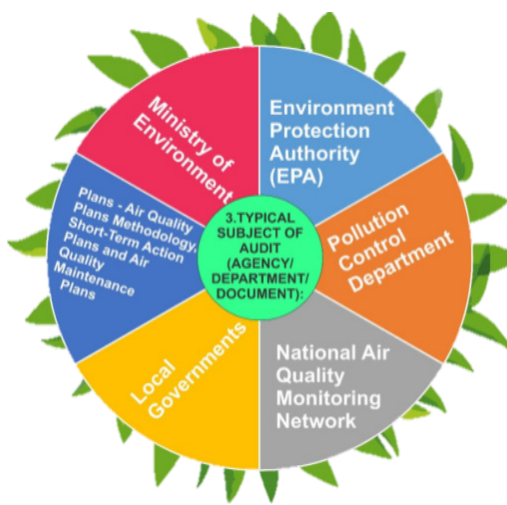 3.TYPICAL
SUBJECT OF
AUDIT
(AGENCY/
DEPARTMENT/
DOCUMENT):
Environment
Protection
Authority
(EPA)
Pollution
Control
Department
National Air
Quality
Monitoring
Network
Local
Governments
Plans - Air Quality
Plans Methodology,
Short-Term Action
Plans and Air
Quality
Maintenance
Plans
Ministry of
Environment